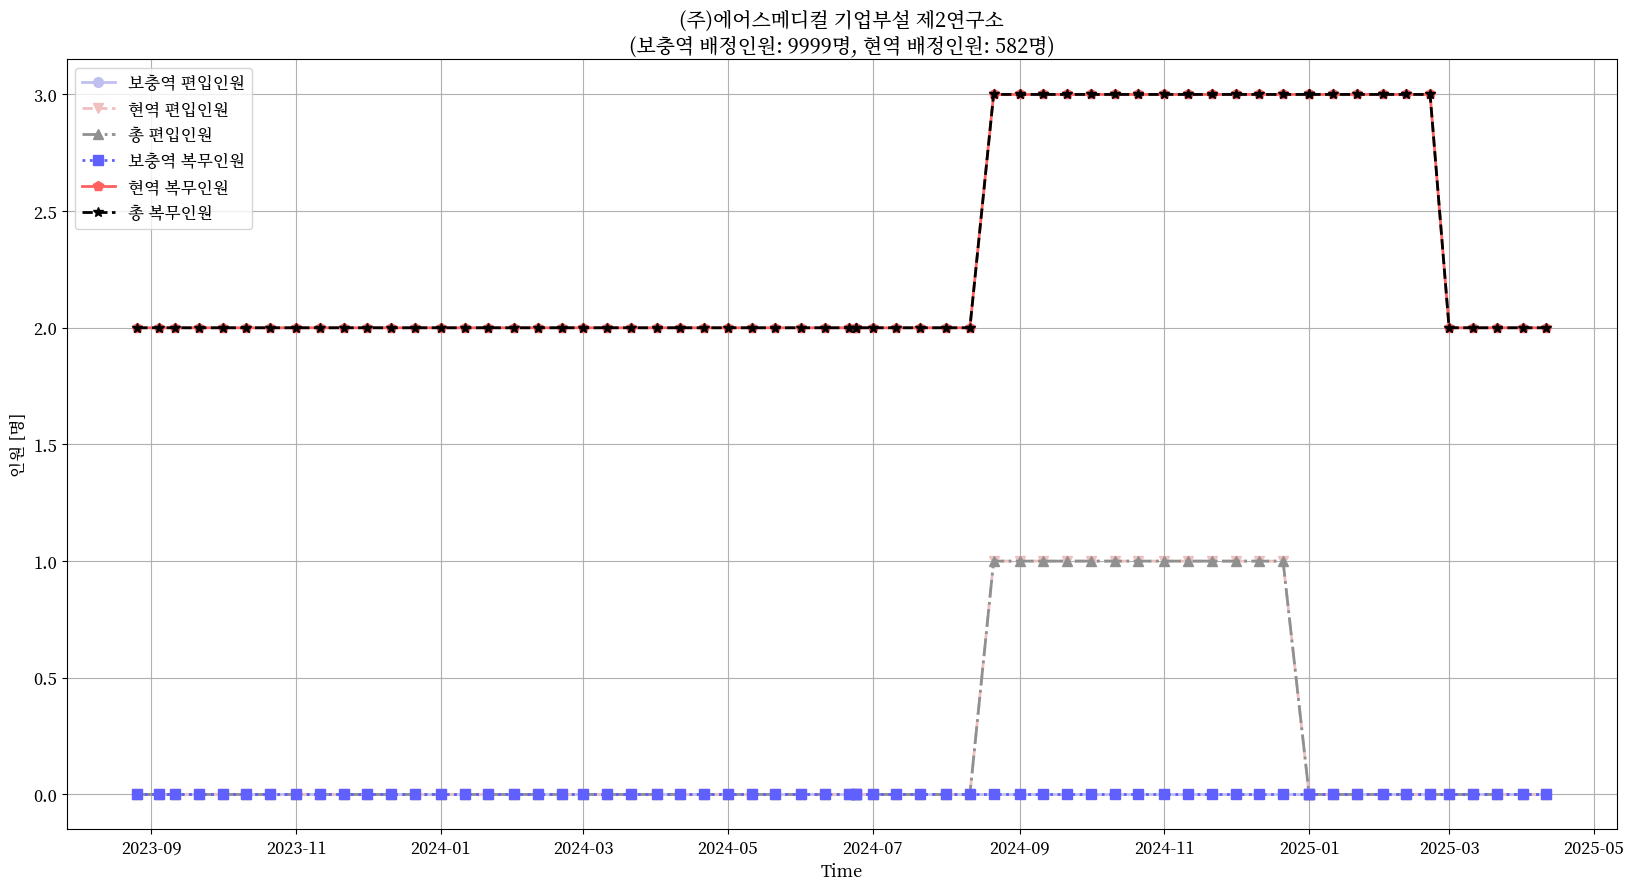 (주)에어스메디컬 기업부설 제2연구소
(보충역 배정인원: 9999명, 현역 배정인원: 582명)
보충역 편입인원
현역 편입인원
총 편입인원
보충역 복무인원
현역 복무인원
총 복무인원
3.0
2.5
2.0
1.5
1.0
0.5
0.0
인원 [명]
2023-09
2023-11
2024-01
2024-03
2024-05
2024-07
2024-09
2024-11
2025-01
2025-03
2025-05
Time